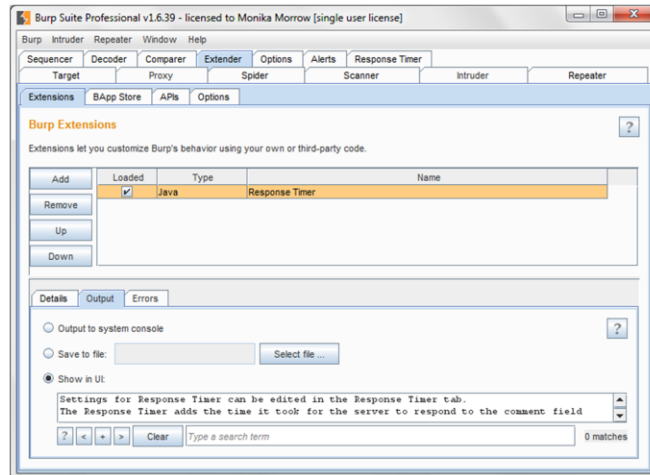 Burp Suite Professional v1.6.39 - licensed to Monika Morrow [single user license]
Burp Intruder Repeater Window Help
Sequencer Decoder Comparer Extender Options Alerts Response Timer
Target Proxy Spider Scanner Intruder Repeater
Extensions BApp Store APIs Options
Burp Extensions
?
Extensions let you customize Burp's behavior using your own or third-party code.
Add
Remove
Up
Down
Loaded Type Name
Java Response Timer
Details Output Errors
Output to system console
?
Save to file: Select file ...
Show in UI:
Settings for Response Timer can be edited in the Response Timer tab.
The Response Timer adds the time it took for the server to respond to the comment field
? < + > Clear Type a search term 0 matches